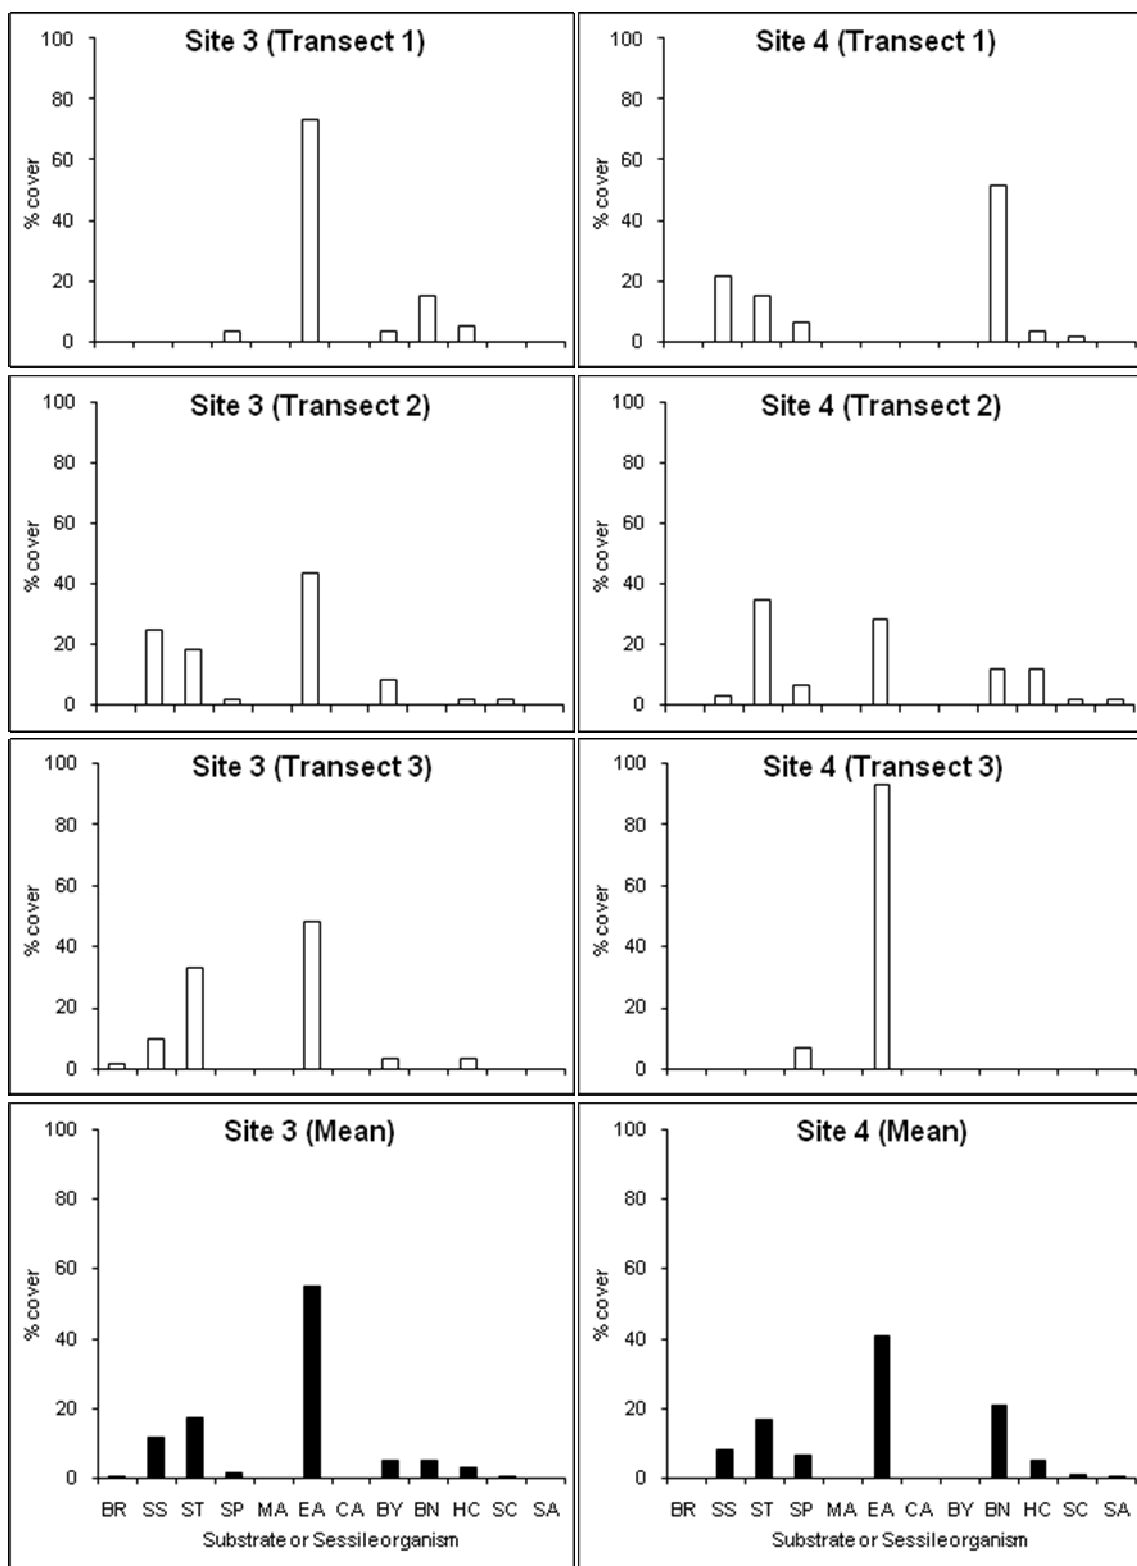 Site 3 (Transect 1)
100
80
60
40
20
0
% cover
Site 4 (Transect 1)
100
80
60
40
20
0
% cover
Site 3 (Transect 2)
100
80
60
40
20
0
% cover
Site 4 (Transect 2)
100
80
60
40
20
0
% cover
Site 3 (Transect 3)
100
80
60
40
20
0
% cover
Site 4 (Transect 3)
100
80
60
40
20
0
% cover
Site 3 (Mean)
100
80
60
40
20
0
% cover
BR SS ST SP MA EA CA BY BN HC SC SA
Substrate or Sessile organism
Site 4 (Mean)
100
80
60
40
20
0
% cover
BR SS ST SP MA EA CA BY BN HC SC SA
Substrate or Sessile organism